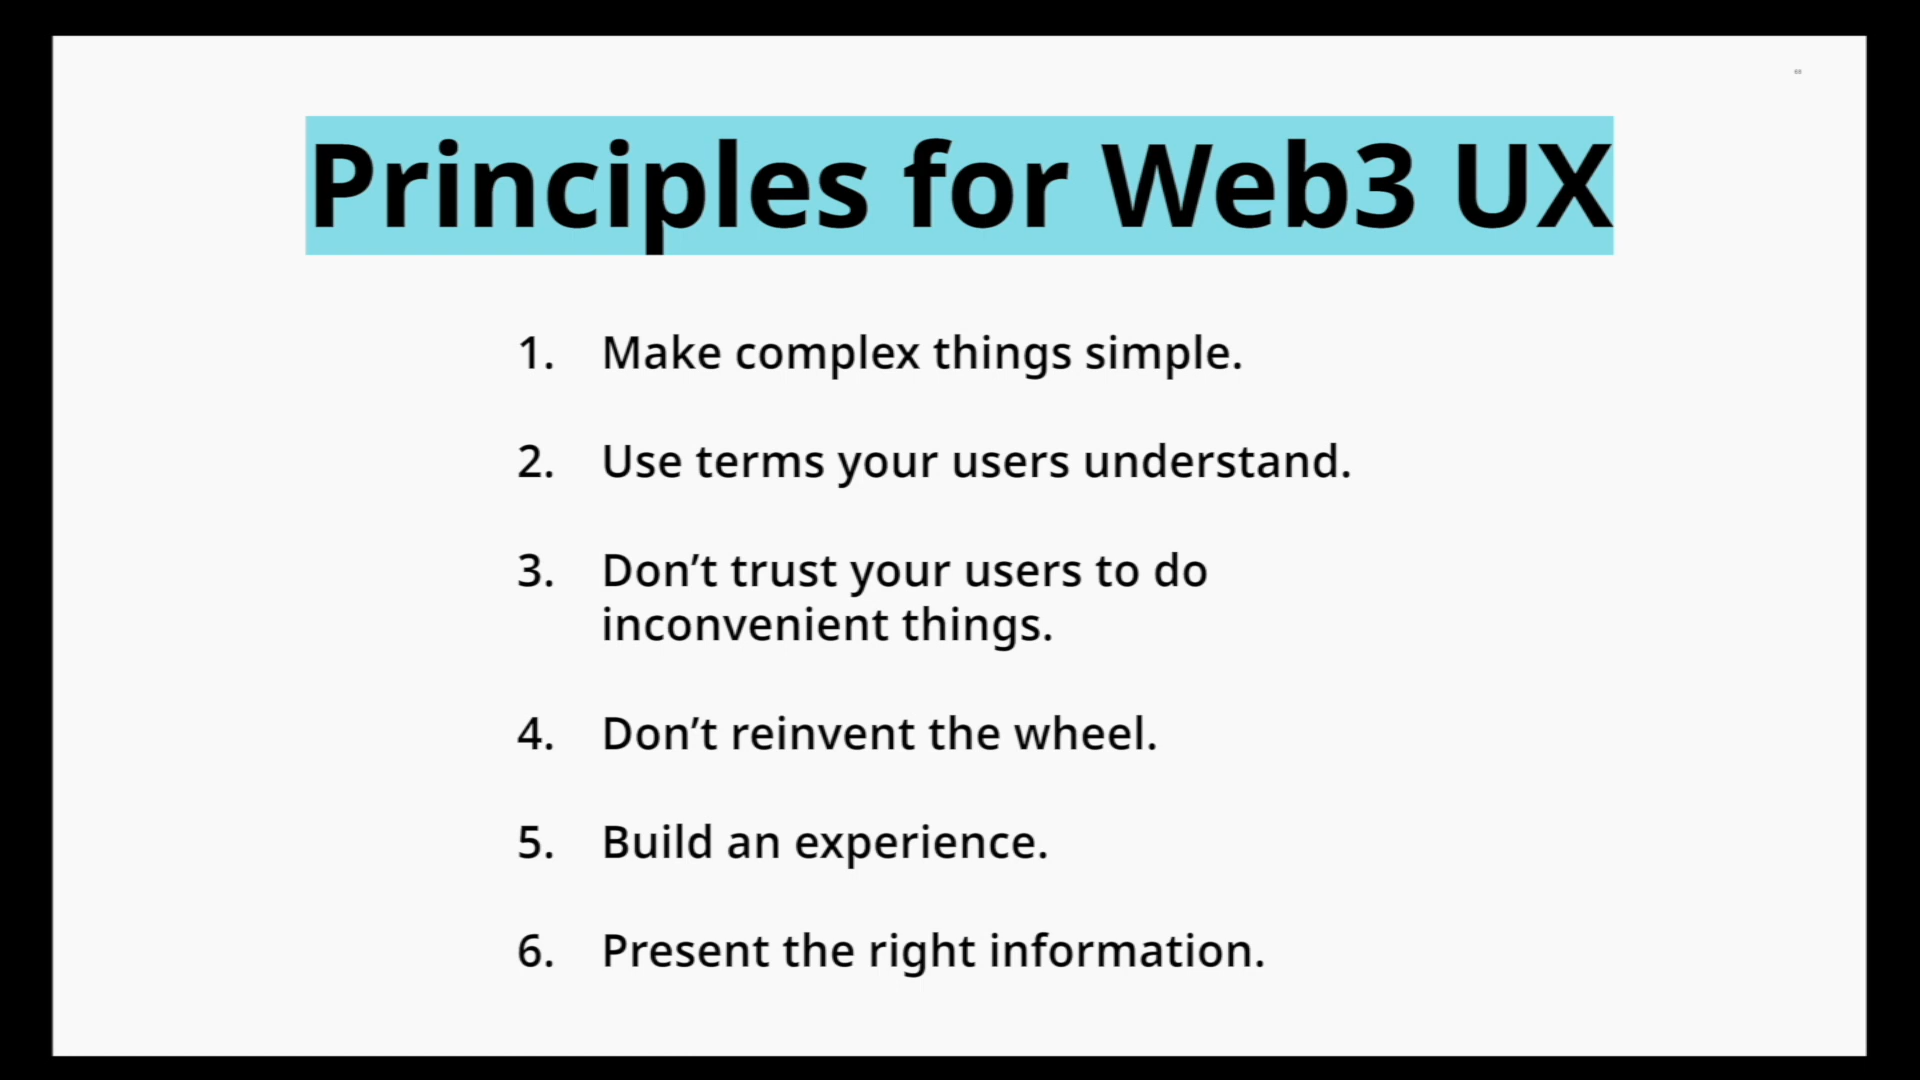 Principles for Web3 UX
1. Make complex things simple.
2. Use terms your users understand.
3. Don’t trust your users to do
inconvenient things.
4. Don’t reinvent the wheel.
5. Build an experience.
6. Present the right information.